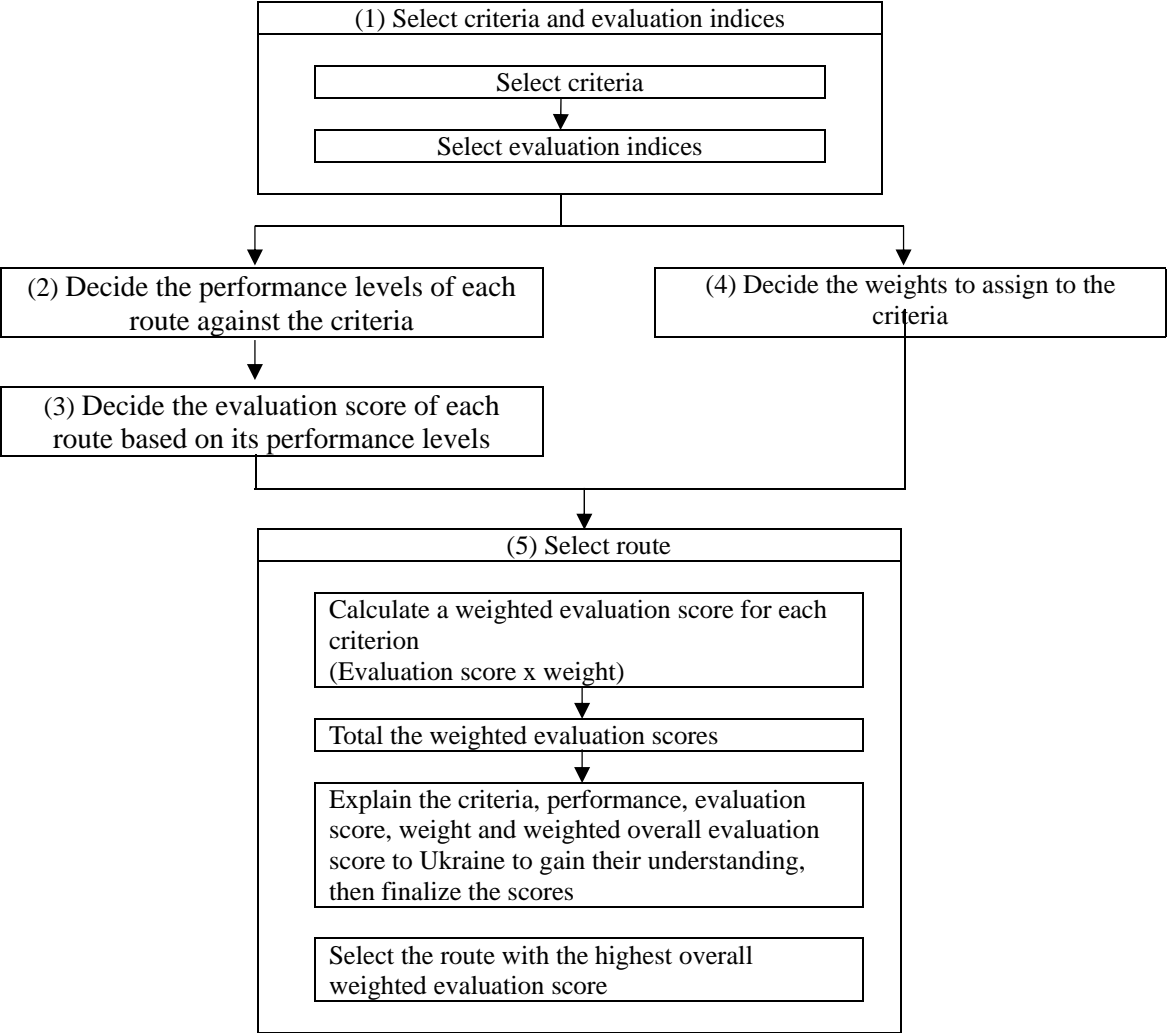 (1) Select criteria and evaluation indices
Select criteria
Select evaluation indices
(2) Decide the performance levels of each
route against the criteria
(4) Decide the weights to assign to the
criteria
(3) Decide the evaluation score of each
route based on its performance levels
(5) Select route
Calculate a weighted evaluation score for each
criterion
(Evaluation score x weight)
Total the weighted evaluation scores
Explain the criteria, performance, evaluation
score, weight and weighted overall evaluation
score to Ukraine to gain their understanding,
then finalize the scores
Select the route with the highest overall
weighted evaluation score